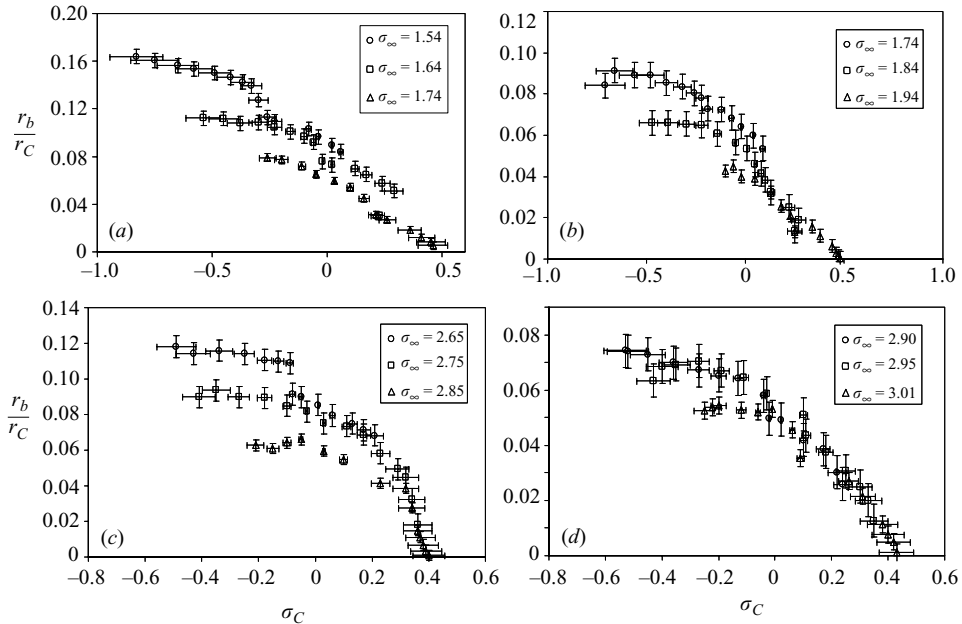 0.20
0.16
0.12
0.08
0.04
0
r_b
r_C
σ∞ = 1.54
σ∞ = 1.64
σ∞ = 1.74
(a)
−1.0 −0.5 0 0.5
0.12
0.10
0.08
0.06
0.04
0.02
0
σ∞ = 1.74
σ∞ = 1.84
σ∞ = 1.94
(b)
−1.0 −0.5 0 0.5 1.0
0.14
0.12
0.10
0.08
0.06
0.04
0.02
0
r_b
r_C
σ∞ = 2.65
σ∞ = 2.75
σ∞ = 2.85
(c)
−0.8 −0.6 −0.4 −0.2 0 0.2 0.4 0.6
σ_C
0.08
0.06
0.04
0.02
0
σ∞ = 2.90
σ∞ = 2.95
σ∞ = 3.01
(d)
−0.8 −0.6 −0.4 −0.2 0 0.2 0.4 0.6
σ_C